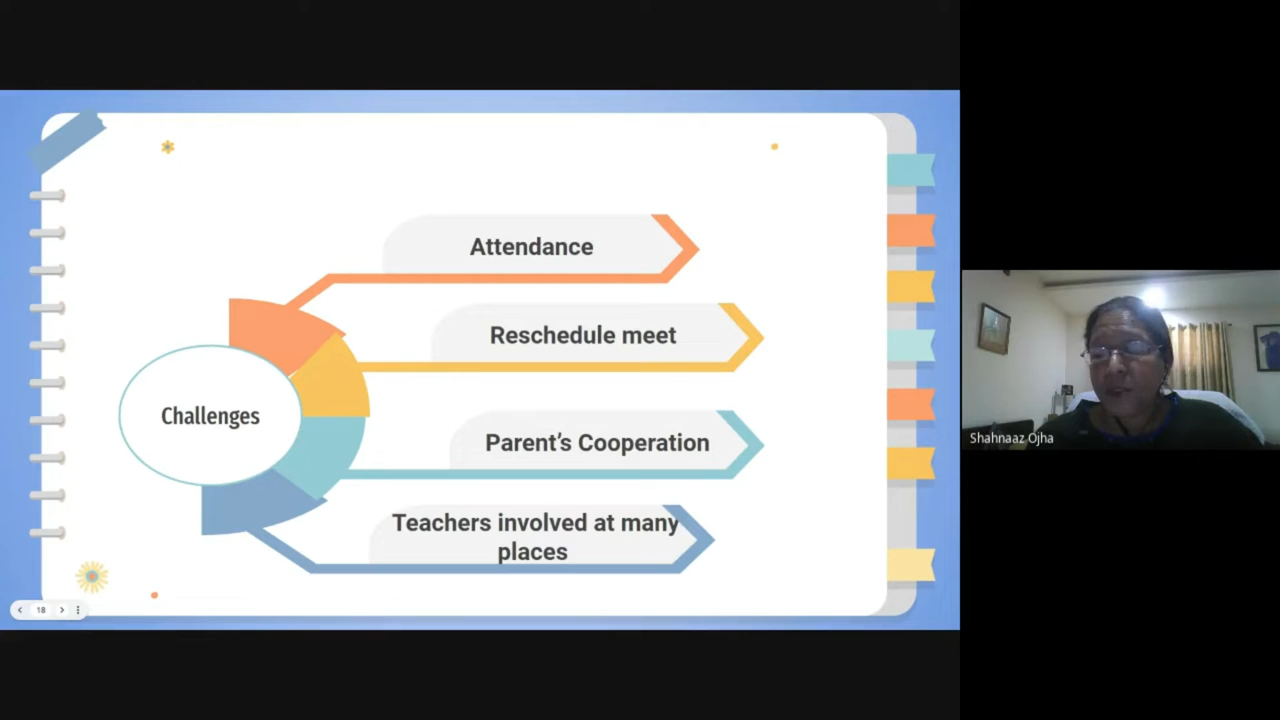 Attendance
Reschedule meet
Challenges
Parent's Cooperation
Teachers involved at many
places
18
Shahnaaz Ojha